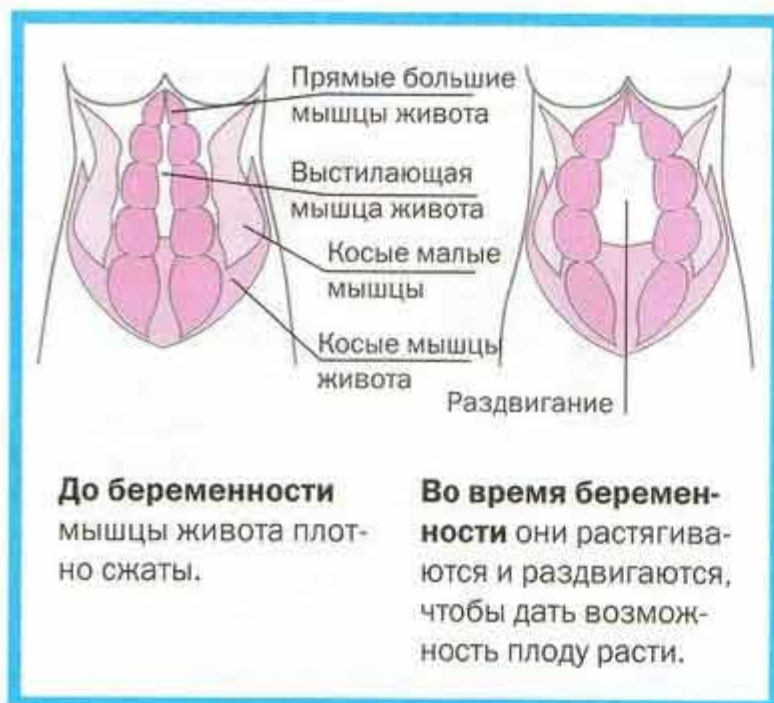 Прямые большие
мышцы живота
Выстилающая
мышца живота
Косые малые
мышцы
Косые мышцы
живота
Раздвигание
До беременности
мышцы живота плот-
но сжаты.
Во время беремен-
ности они растягива-
ются и раздвигаются,
чтобы дать возмож-
ность плоду расти.